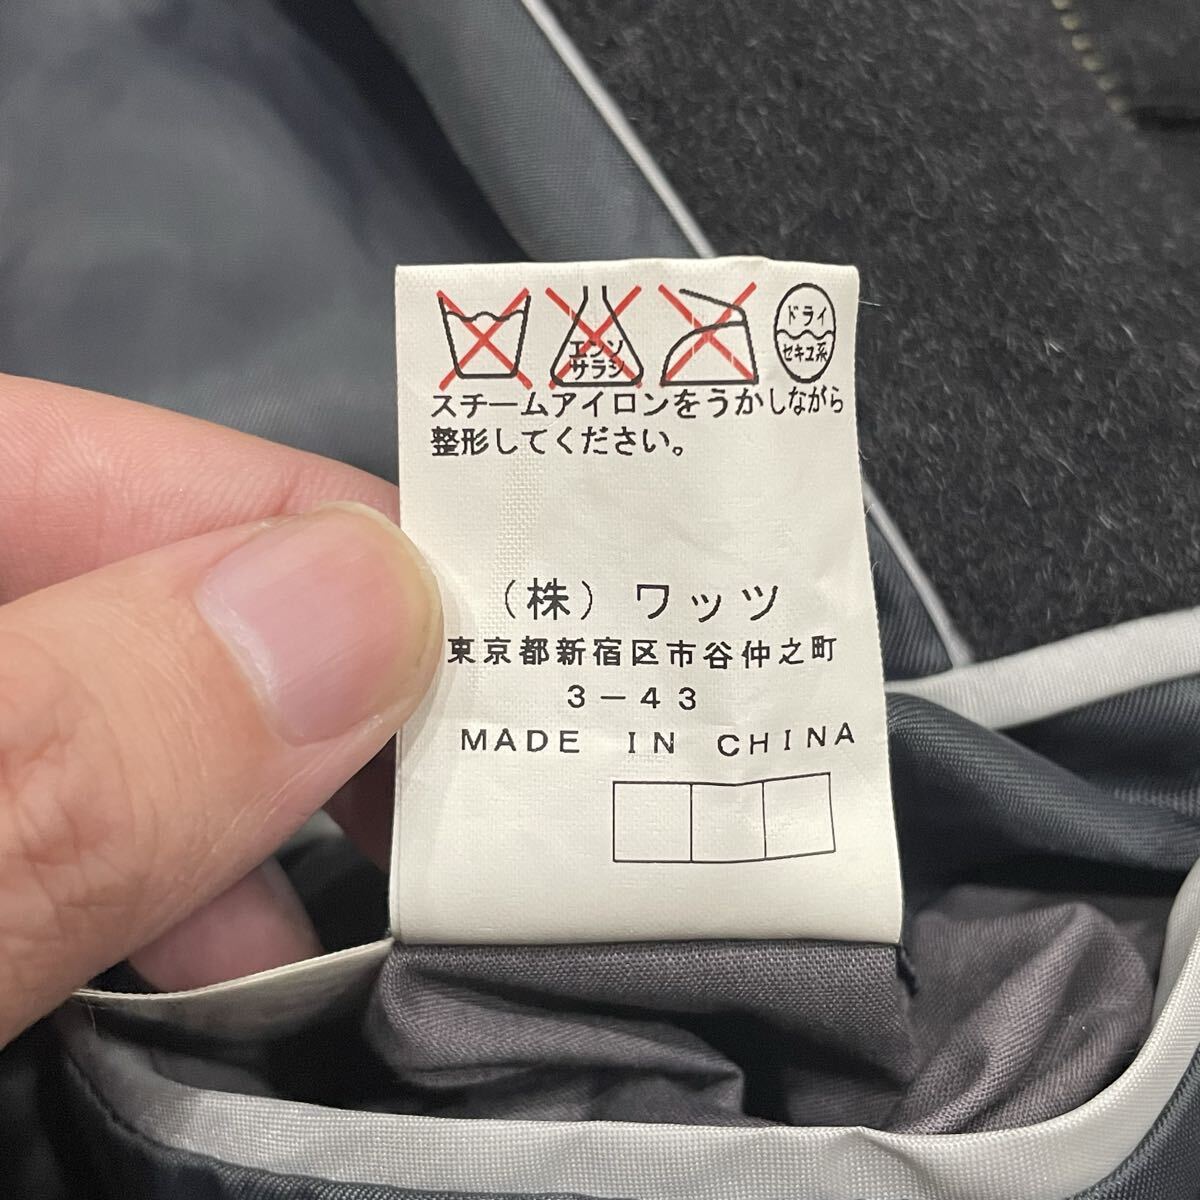 エンソ
サラシ
ドライ
セキユ系
スチームアイロンをうかしながら
整形してください。
(株) ワッツ
東京都新宿区市谷仲之町
3-43
MADE IN CHINA